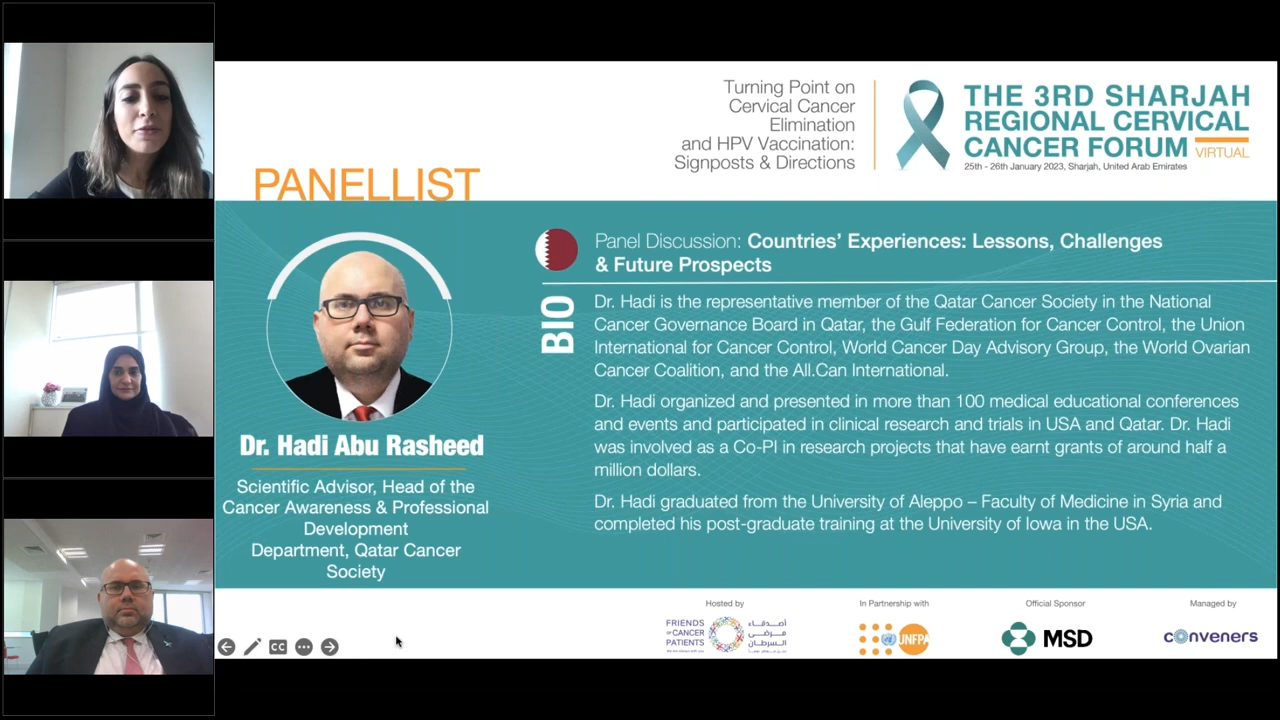 Turning Point on
Cervical Cancer
Elimination
and HPV Vaccination:
Signposts & Directions
THE 3RD SHARJAH
REGIONAL CERVICAL
CANCER FORUM
VIRTUAL
25th - 26th January 2023, Sharjah, United Arab Emirates
PANELLIST
Panel Discussion: Countries' Experiences: Lessons, Challenges
& Future Prospects
BIO
Dr. Hadi is the representative member of the Qatar Cancer Society in the National
Cancer Governance Board in Qatar, the Gulf Federation for Cancer Control, the Union
International for Cancer Control, World Cancer Day Advisory Group, the World Ovarian
Cancer Coalition, and the All.Can International.
Dr. Hadi organized and presented in more than 100 medical educational conferences
and events and participated in clinical research and trials in USA and Qatar. Dr. Hadi
was involved as a Co-PI in research projects that have earnt grants of around half a
million dollars.
Dr. Hadi graduated from the University of Aleppo – Faculty of Medicine in Syria and
completed his post-graduate training at the University of Iowa in the USA.
Dr. Hadi Abu Rasheed
Scientific Advisor, Head of the
Cancer Awareness & Professional
Development
Department, Qatar Cancer
Society
Hosted by
FRIENDS
OF CANCER
PATIENTS
أصدقاء
مرضى
السرطان
In Partnership with
UNFPA
Official Sponsor
MSD
Managed by
conveners
CC